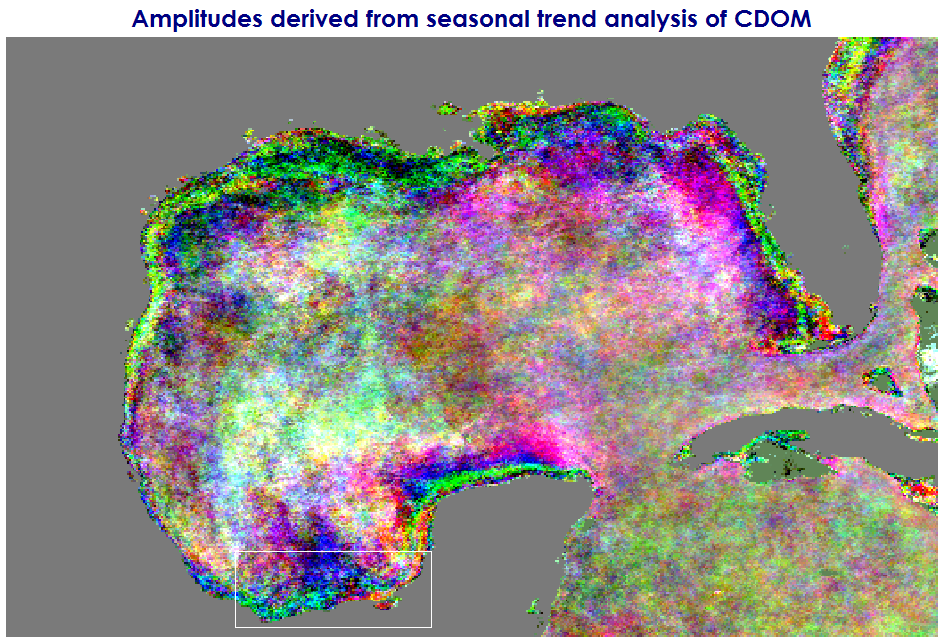 Amplitudes derived from seasonal trend analysis of CDOM